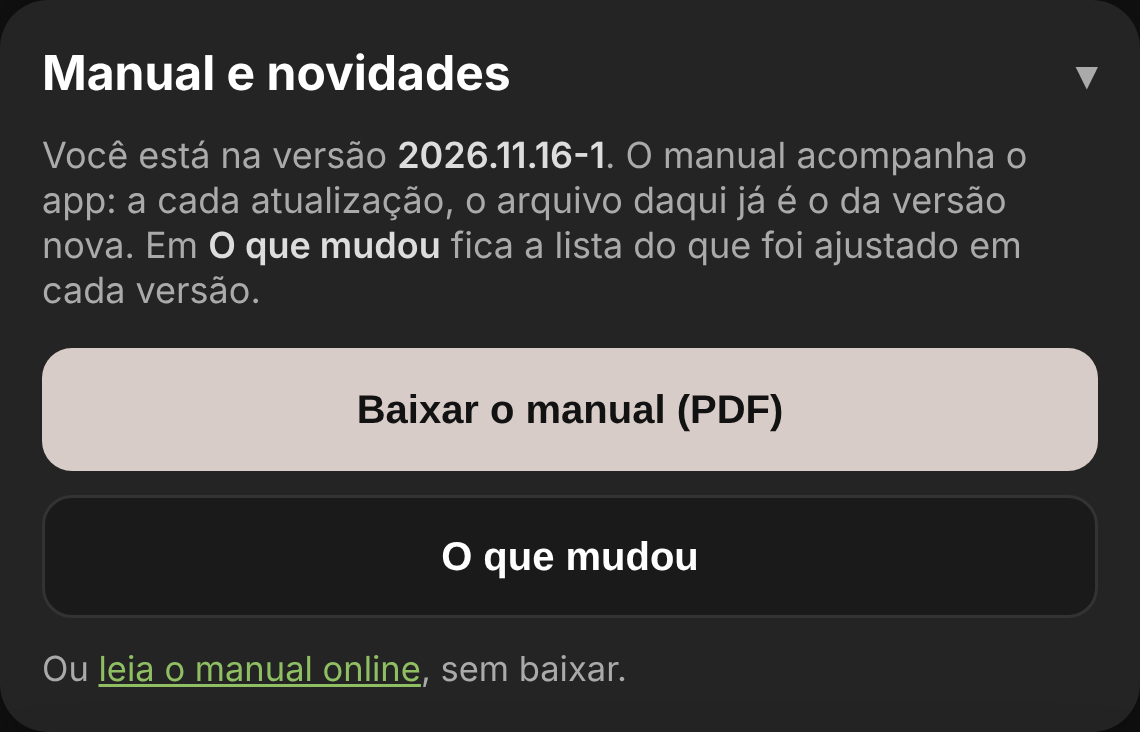 Manual e novidades ▼
Você está na versão 2026.11.16-1. O manual acompanha o
app: a cada atualização, o arquivo daqui já é o da versão
nova. Em O que mudou fica a lista do que foi ajustado em
cada versão.
Baixar o manual (PDF)
O que mudou
Ou leia o manual online, sem baixar.